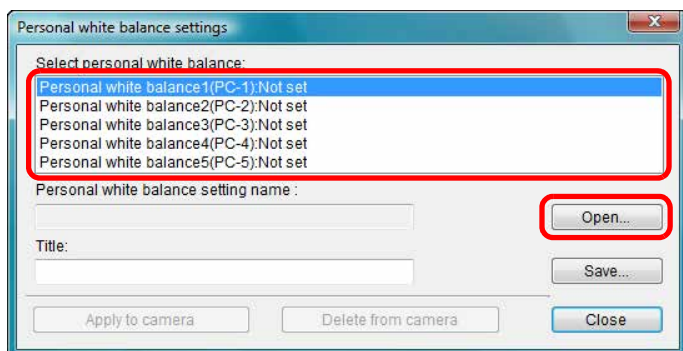 Personal white balance settings
Select personal white balance:
Personal white balance1(PC-1):Not set
Personal white balance2(PC-2):Not set
Personal white balance3(PC-3):Not set
Personal white balance4(PC-4):Not set
Personal white balance5(PC-5):Not set
Personal white balance setting name :
Open...
Title:
Save...
Apply to camera Delete from camera Close